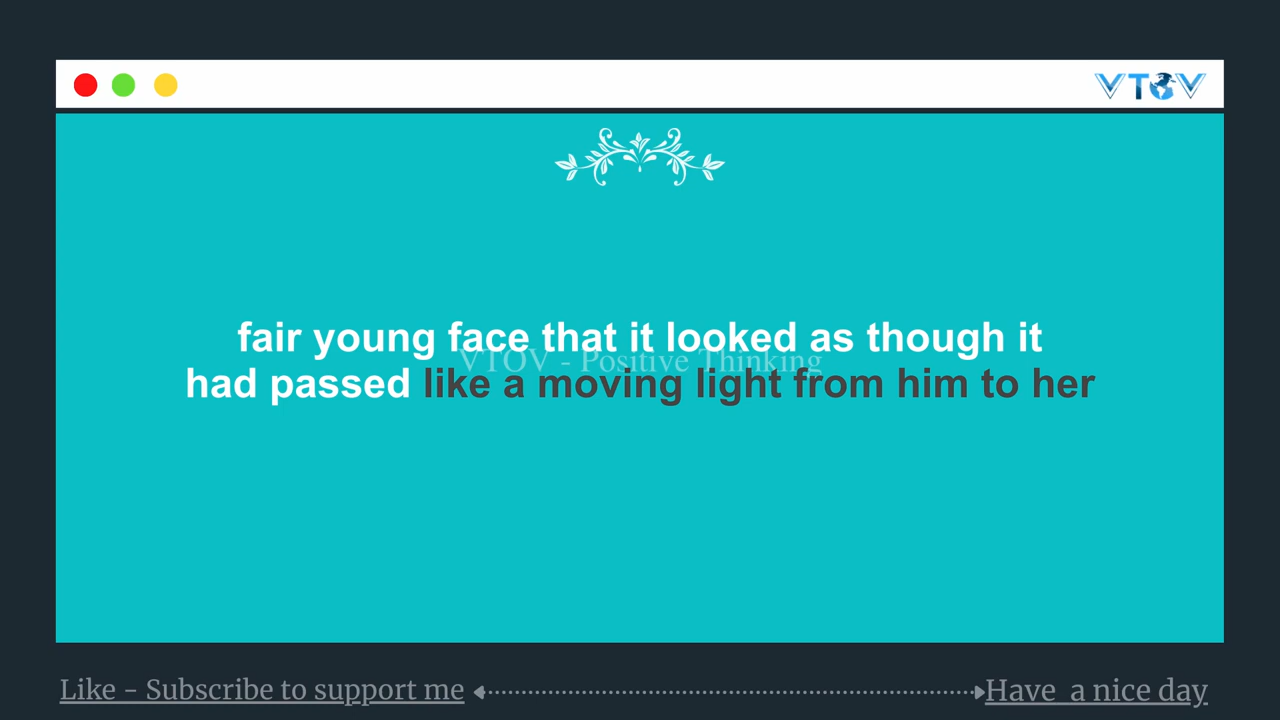 VTOV
fair young face that it looked as though it
VTOV - Positive Thinking
had passed like a moving light from him to her
Like - Subscribe to support me
Have a nice day